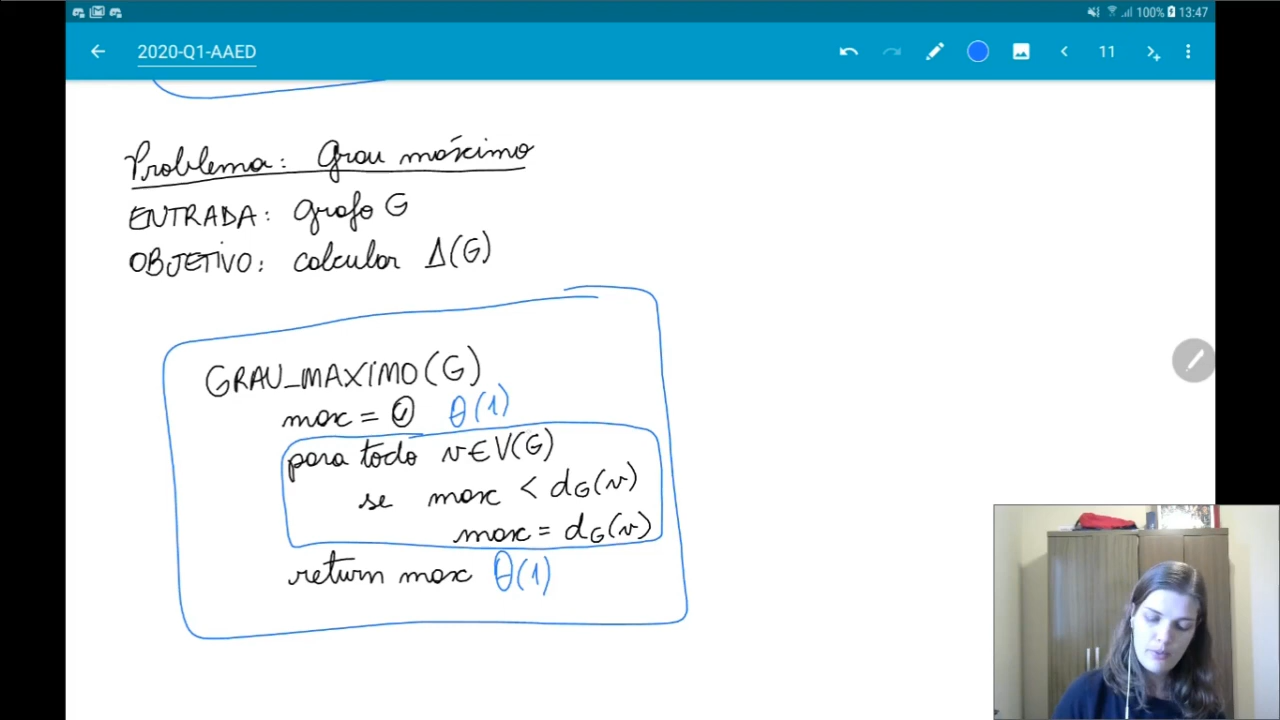 100% 13:47
2020-Q1-AAED
11
Problema: Grau máximo
ENTRADA: grafo G
OBJETIVO: calcular Δ(G)
GRAU_MAXIMO(G)
max = 0 θ(1)
para todo v∈V(G)
se max < dG(v)
max = dG(v)
return max θ(1)